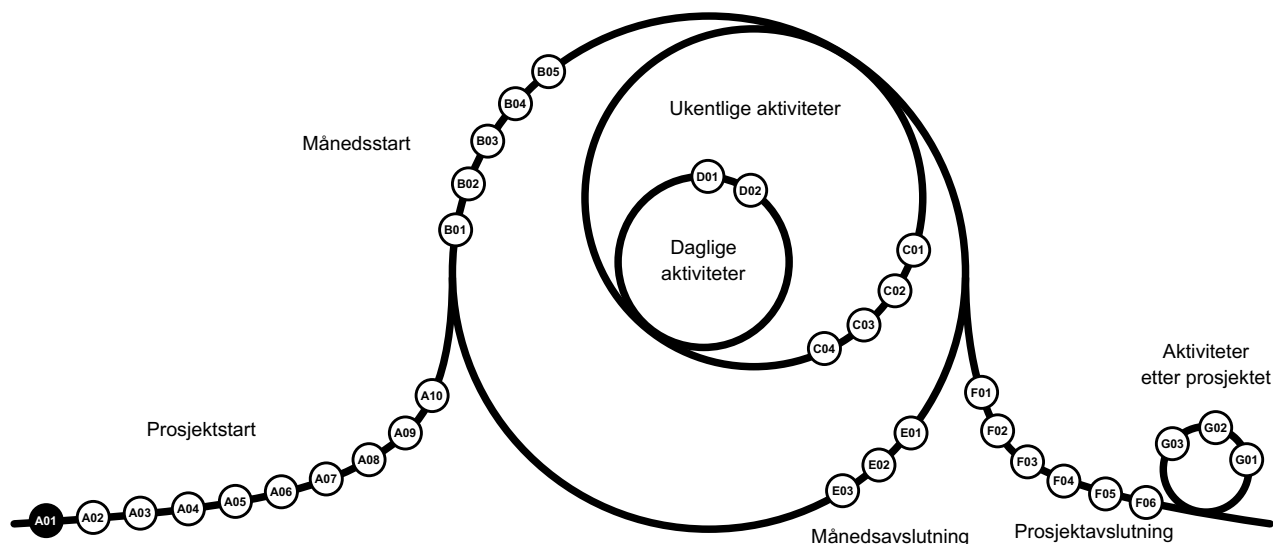 B05
B04
Ukentlige aktiviteter
B03
Månedsstart
D01
B02
D02
B01
Daglige
aktiviteter
C01
C02
C03
C04
Aktiviteter
etter prosjektet
A10
F01
Prosjektstart
A09
E01
F02
G02
G03
G01
A08
E02
F03
A07
F04
A06
E03
F05
A05
F06
A04
A03
A02
A01
Månedsavslutning
Prosjektavslutning